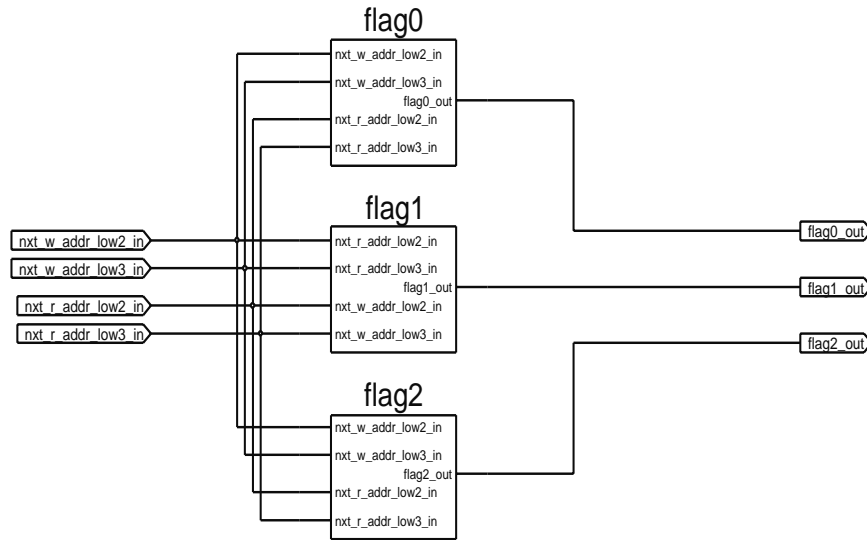 flag0
nxt_w_addr_low2_in
nxt_w_addr_low3_in
flag0_out
nxt_r_addr_low2_in
nxt_r_addr_low3_in
flag1
nxt_w_addr_low2_in
nxt_w_addr_low3_in
nxt_r_addr_low2_in
nxt_r_addr_low3_in
nxt_r_addr_low2_in
nxt_r_addr_low3_in
flag1_out
nxt_w_addr_low2_in
nxt_w_addr_low3_in
flag0_out
flag1_out
flag2_out
flag2
nxt_w_addr_low2_in
nxt_w_addr_low3_in
flag2_out
nxt_r_addr_low2_in
nxt_r_addr_low3_in